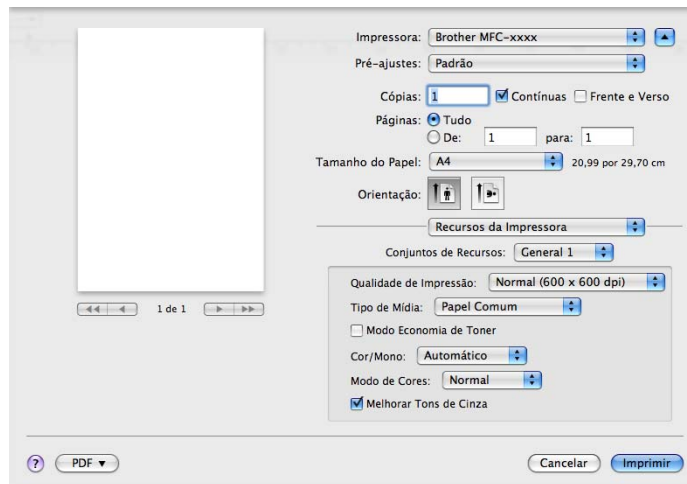 Impressora: Brother MFC-xxxx
Pré-ajustes: Padrão
Cópias: 1 Contínuas Frente e Verso
Páginas: Tudo
De: 1 para: 1
Tamanho do Papel: A4 20,99 por 29,70 cm
Orientação:
Recursos da Impressora
Conjuntos de Recursos: General 1
Qualidade de Impressão: Normal (600 x 600 dpi)
Tipo de Mídia: Papel Comum
Modo Economia de Toner
Cor/Mono: Automático
Modo de Cores: Normal
Melhorar Tons de Cinza
1 de 1
? PDF ▼ Cancelar Imprimir